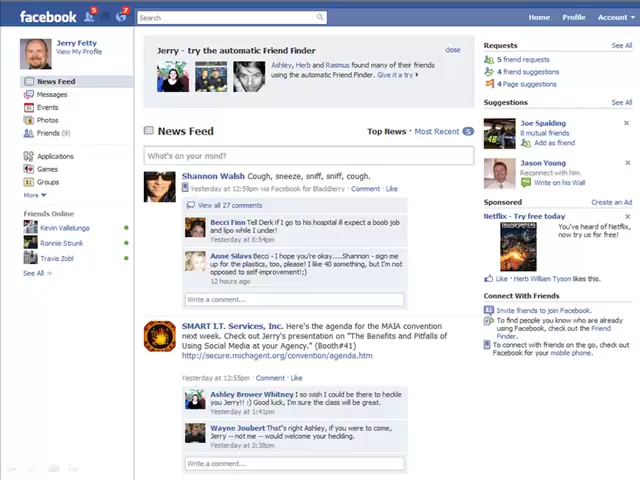 facebook
5
7
Search
Home Profile Account
Jerry Fetty
View My Profile
News Feed
Messages
Events
Photos
Friends (9)
Applications
Games
Groups
More
Friends Online
Kevin Vallelunga
Ronnie Strunk
Travis Zobl
See All
Jerry - try the automatic Friend Finder
close
Ashley, Herb and Rasmus found many of their friends
using the automatic Friend Finder. Give it a try
News Feed
Top News · Most Recent 5
What's on your mind?
Shannon Walsh Cough, sneeze, sniff, sniff, cough.
Yesterday at 12:59pm via Facebook for BlackBerry · Comment · Like
View all 27 comments
Becci Finn Tell Derk if I go to his hospital ill expect a boob job
and lipo while I under!
Yesterday at 8:54pm
Anne Silavs Becci - I hope you're okay....Shannon - sign me
up for the plastics, too, please! I like 40 something, but I'm not
opposed to self-improvement!;)
12 hours ago
Write a comment...
SMART I.T. Services, Inc. Here's the agenda for the MAIA convention
next week. Check out Jerry's presentation on "The Benefits and Pitfalls of
Using Social Media at your Agency." (Booth#41)
http://secure.michagent.org/convention/agenda.htm
Yesterday at 12:55pm · Comment · Like
Ashley Brower Whitney I so wish I could be there to heckle
you Jerry!! :) Good luck, I'm sure the class will be great.
Yesterday at 1:41pm
Wayne Joubert That"s right Ashley, if you were to come,
Jerry -- not me -- would welcome your heckling.
Yesterday at 3:38pm
Write a comment...
Requests
See All
5 friend requests
4 friend suggestions
4 Page suggestions
Suggestions
See All
Joe Spalding
8 mutual friends
Add as friend
Jason Young
Reconnect with him.
Write on his Wall
Sponsored
Create an Ad
Netflix - Try free today
You've heard of Netflix,
now try us for free!
Like · Herb William Tyson likes this.
Connect With Friends
Invite friends to join Facebook.
To find people you know who are already
using Facebook, check out the Friend
Finder.
To connect with friends on the go, check out
Facebook for your mobile phone.